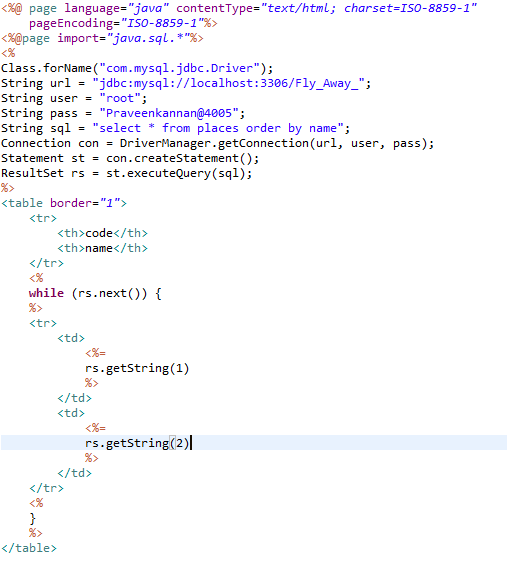 <%@ page language="java" contentType="text/html; charset=ISO-8859-1"
    pageEncoding="ISO-8859-1"%>
<%@page import="java.sql.*"%>
<%
Class.forName("com.mysql.jdbc.Driver");
String url = "jdbc:mysql://localhost:3306/Fly_Away_";
String user = "root";
String pass = "Praveenkannan@4005";
String sql = "select * from places order by name";
Connection con = DriverManager.getConnection(url, user, pass);
Statement st = con.createStatement();
ResultSet rs = st.executeQuery(sql);
%>
<table border="1">
    <tr>
        <th>code</th>
        <th>name</th>
    </tr>
    <%
    while (rs.next()) {
    %>
    <tr>
        <td>
            <%=
            rs.getString(1)
            %>
        </td>
        <td>
            <%=
            rs.getString(2)
            %>
        </td>
    </tr>
    <%
    }
    %>
</table>